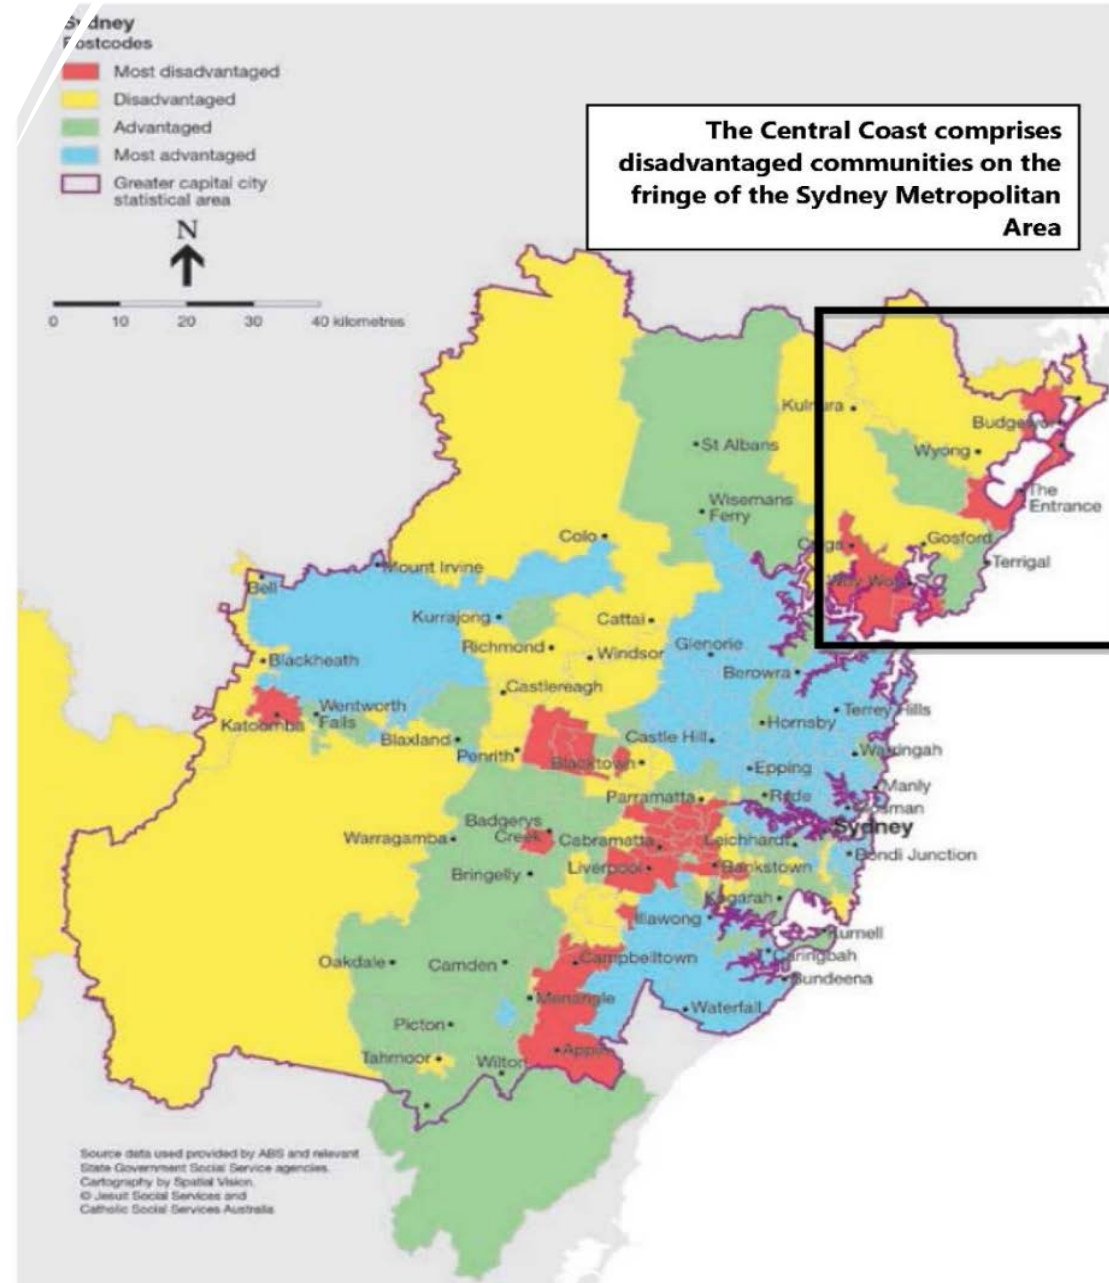 Sydney
Postcodes
Most disadvantaged
Disadvantaged
Advantaged
Most advantaged
Greater capital city
statistical area
N
0 10 20 30 40 kilometres
The Central Coast comprises
disadvantaged communities on the
fringe of the Sydney Metropolitan
Area
Kulnura
Budgewoi
St Albans
Wyong
The
Entrance
Wisemans
Ferry
Colo
Gosford
Terrigal
Mount Irvine
Bell
Woy Woy
Kurrajong
Cattai
Richmond
Windsor
Glenorie
Blackheath
Berowra
Castlereagh
Wentworth
Falls
Katoomba
Terrey Hills
Hornsby
Blaxland
Castle Hill
Penrith
Blacktown
Warringah
Epping
Manly
Parramatta
Ryde
Mosman
Badgerys
Creek
Sydney
Warragamba
Cabramatta
Leichhardt
Bondi Junction
Bringelly
Liverpool
Bankstown
Kogarah
Illawong
Kurnell
Oakdale
Camden
Campbelltown
Caringbah
Bundeena
Menangle
Waterfall
Picton
Tahmoor
Wilton
Appin
Source data used provided by ABS and relevant
State Government Social Service agencies.
Cartography by Spatial Vision.
© Jesuit Social Services and
Catholic Social Services Australia